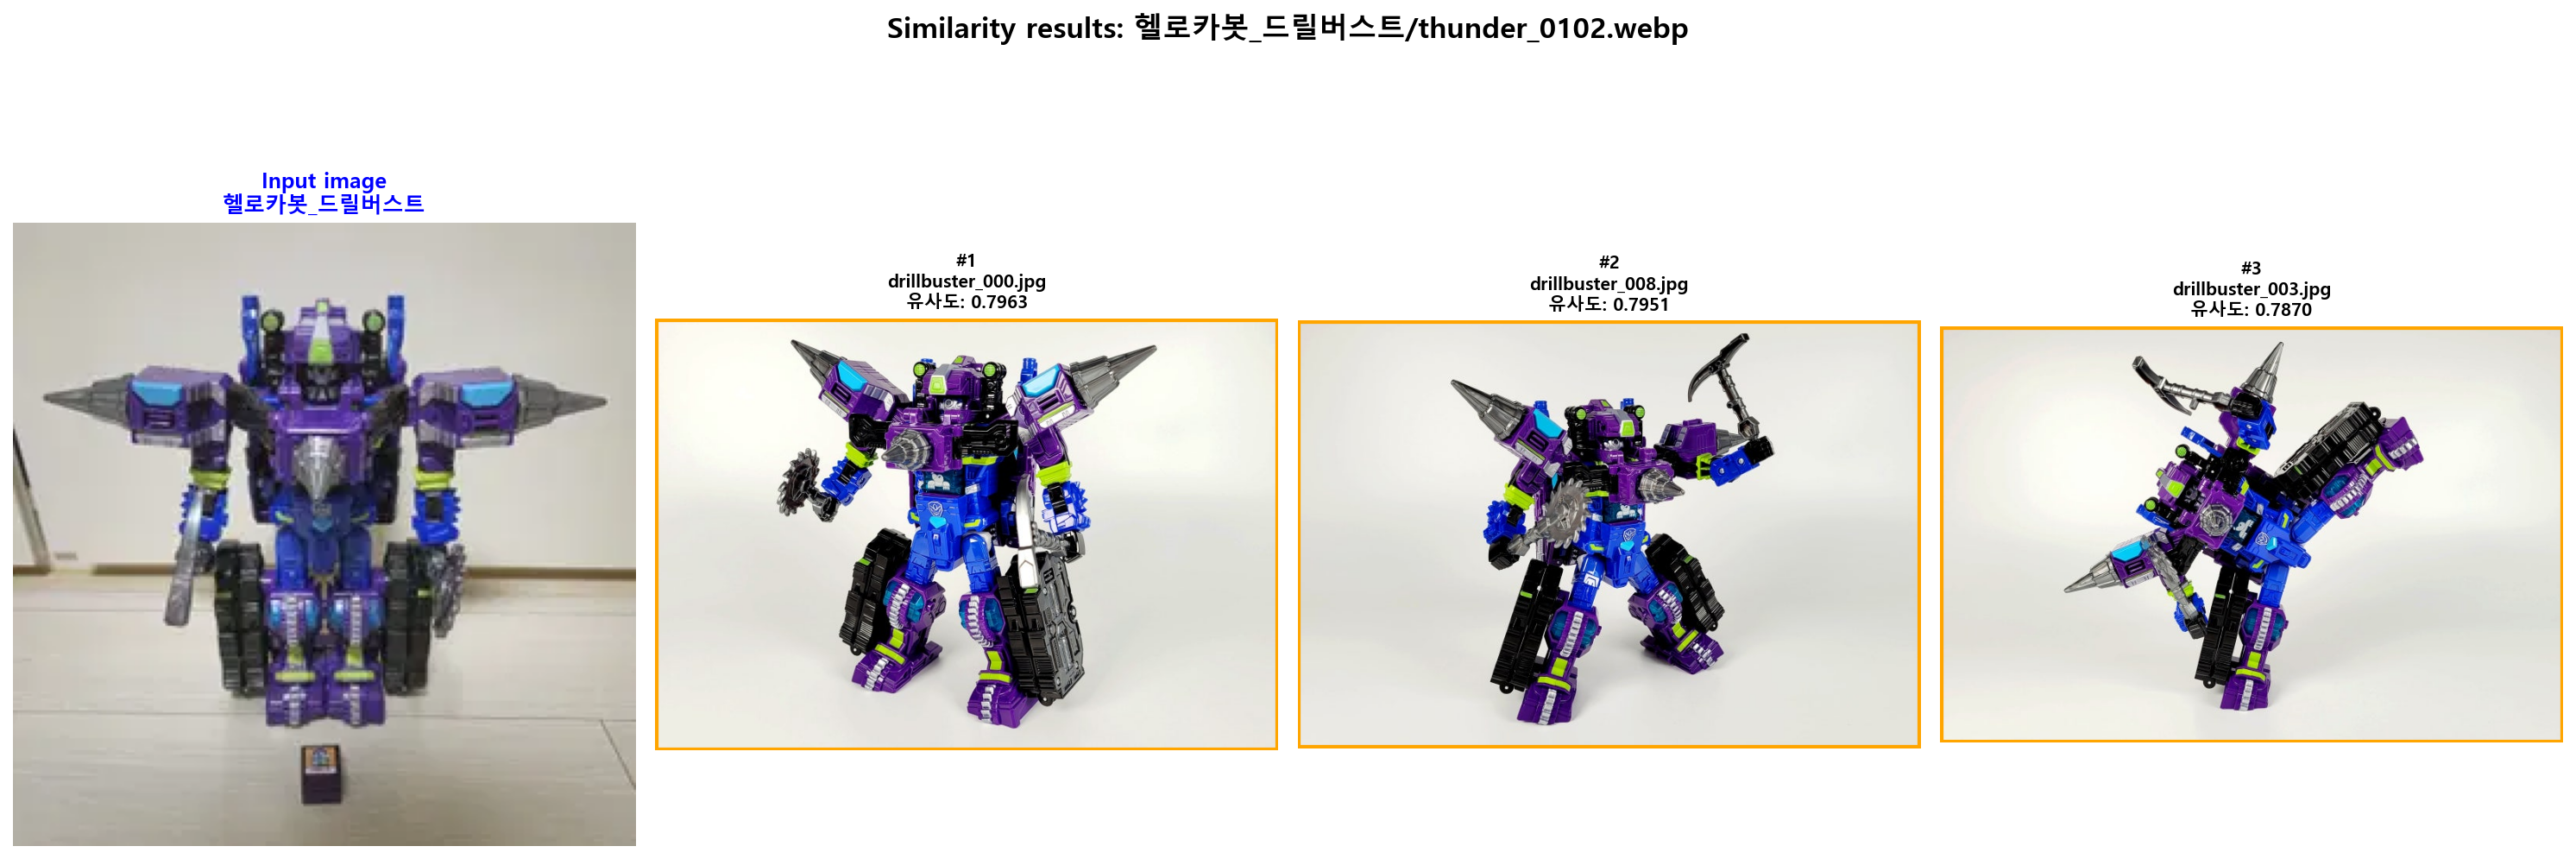 Similarity results: 헬로카봇_드릴버스트/thunder_0102.webp
Input image
헬로카봇_드릴버스트
#1
drillbuster_000.jpg
유사도: 0.7963
#2
drillbuster_008.jpg
유사도: 0.7951
#3
drillbuster_003.jpg
유사도: 0.7870